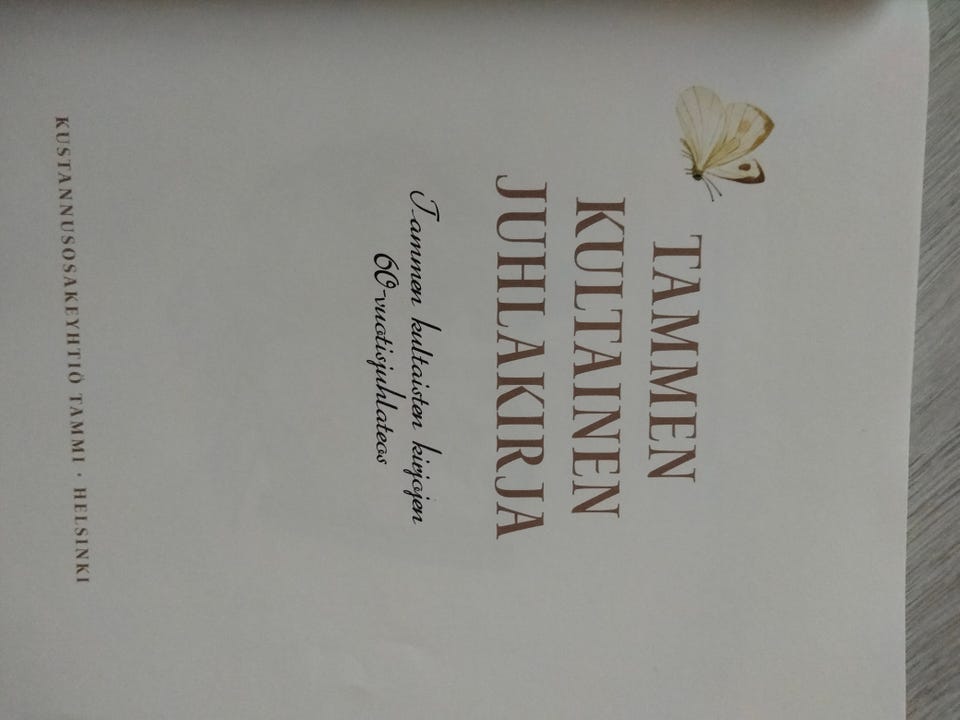 TAMMEN
KULTAINEN
JUHLAKIRJA
Tammen kultaisten kirjojen
60-vuotisjuhlateos
KUSTANNUSOSAKEYHTIÖ TAMMI · HELSINKI